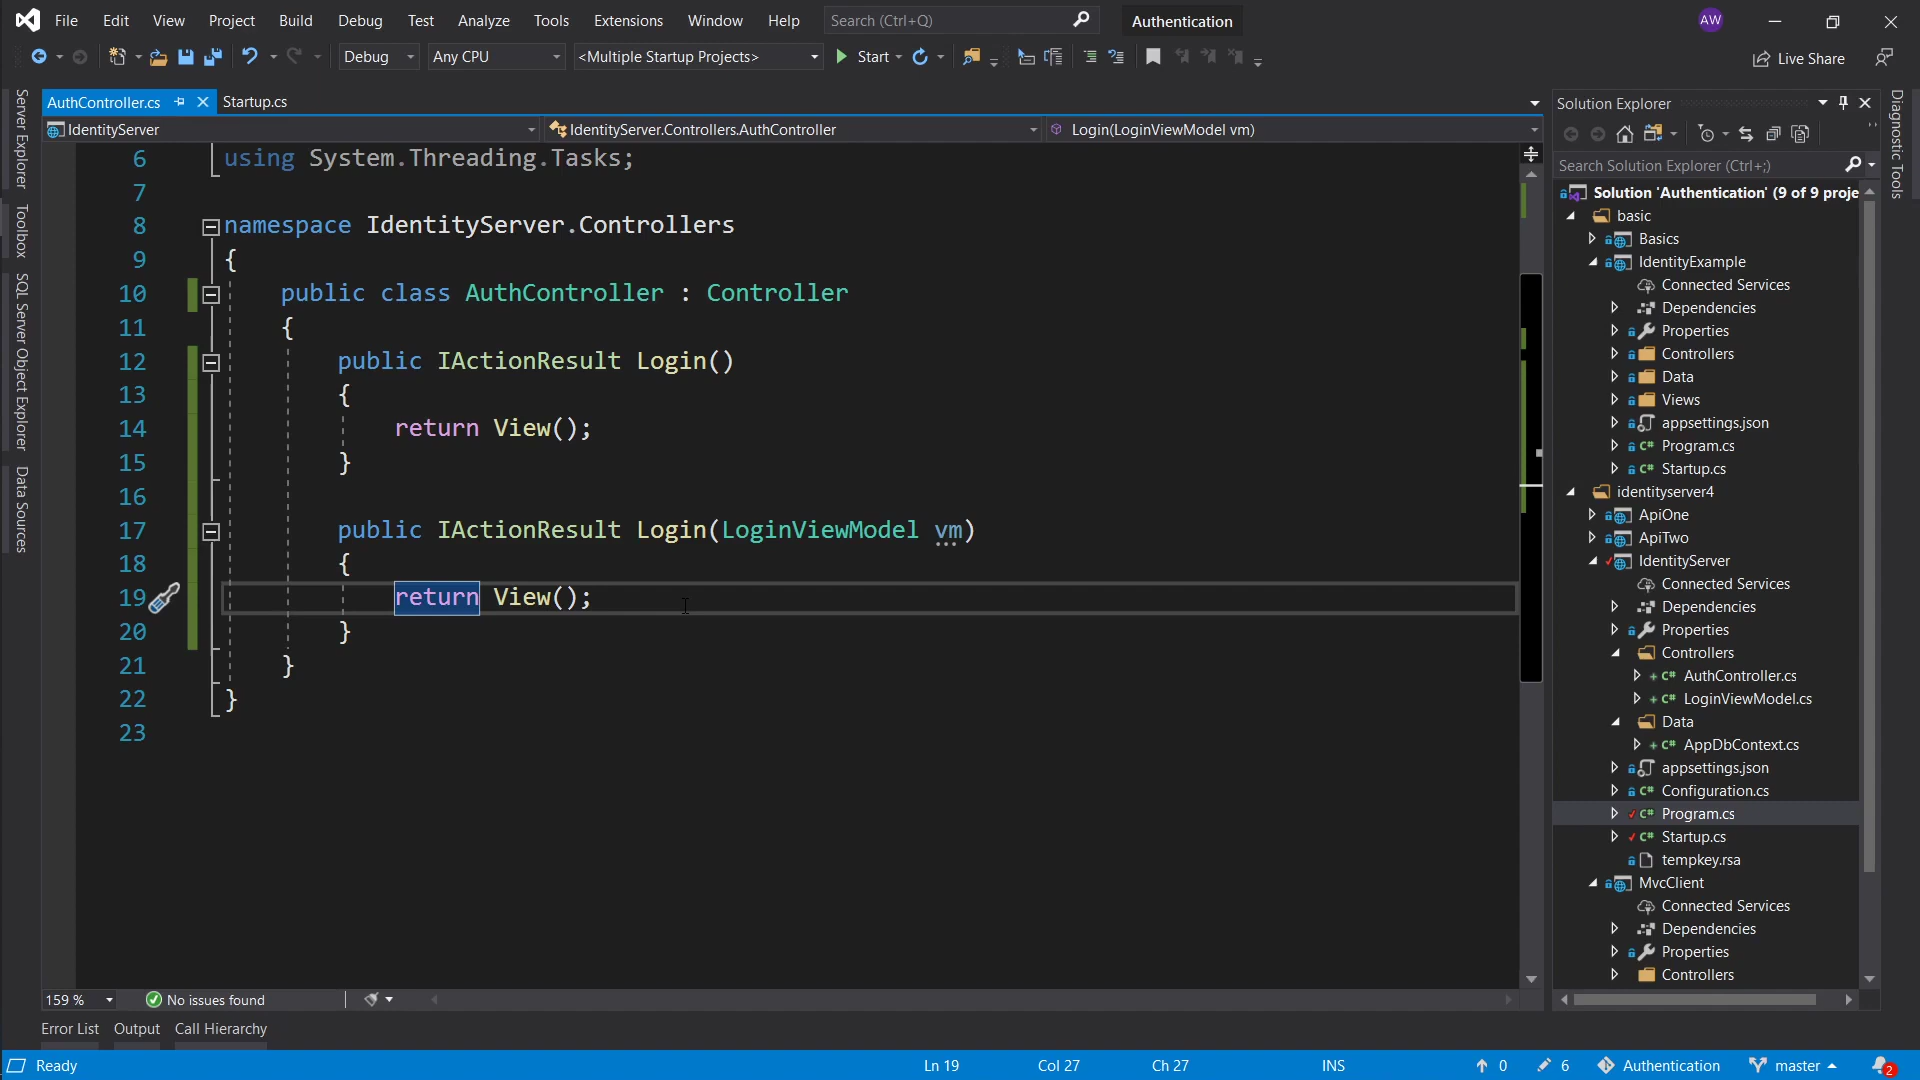 File Edit View Project Build Debug Test Analyze Tools Extensions Window Help Search (Ctrl+Q) Authentication AW
Debug Any CPU <Multiple Startup Projects> Start Live Share
AuthController.cs Startup.cs
IdentityServer IdentityServer.Controllers.AuthController Login(LoginViewModel vm)
Server Explorer
Toolbox
SQL Server Object Explorer
Data Sources
6 using System.Threading.Tasks;
7
8 namespace IdentityServer.Controllers
9 {
10 public class AuthController : Controller
11 {
12 public IActionResult Login()
13 {
14 return View();
15 }
16
17 public IActionResult Login(LoginViewModel vm)
18 {
19 return View();
20 }
21 }
22 }
23
159 % No issues found
Error List Output Call Hierarchy
Solution Explorer
Search Solution Explorer (Ctrl+;)
Solution 'Authentication' (9 of 9 proje
basic
Basics
IdentityExample
Connected Services
Dependencies
Properties
C# Controllers
Data
Views
appsettings.json
C# Program.cs
C# Startup.cs
identityserver4
ApiOne
ApiTwo
IdentityServer
Connected Services
Dependencies
Properties
Controllers
C# AuthController.cs
C# LoginViewModel.cs
Data
C# AppDbContext.cs
appsettings.json
C# Configuration.cs
C# Program.cs
C# Startup.cs
tempkey.rsa
MvcClient
Connected Services
Dependencies
Properties
Controllers
Diagnostic Tools
Ready Ln 19 Col 27 Ch 27 INS 0 6 Authentication master 2